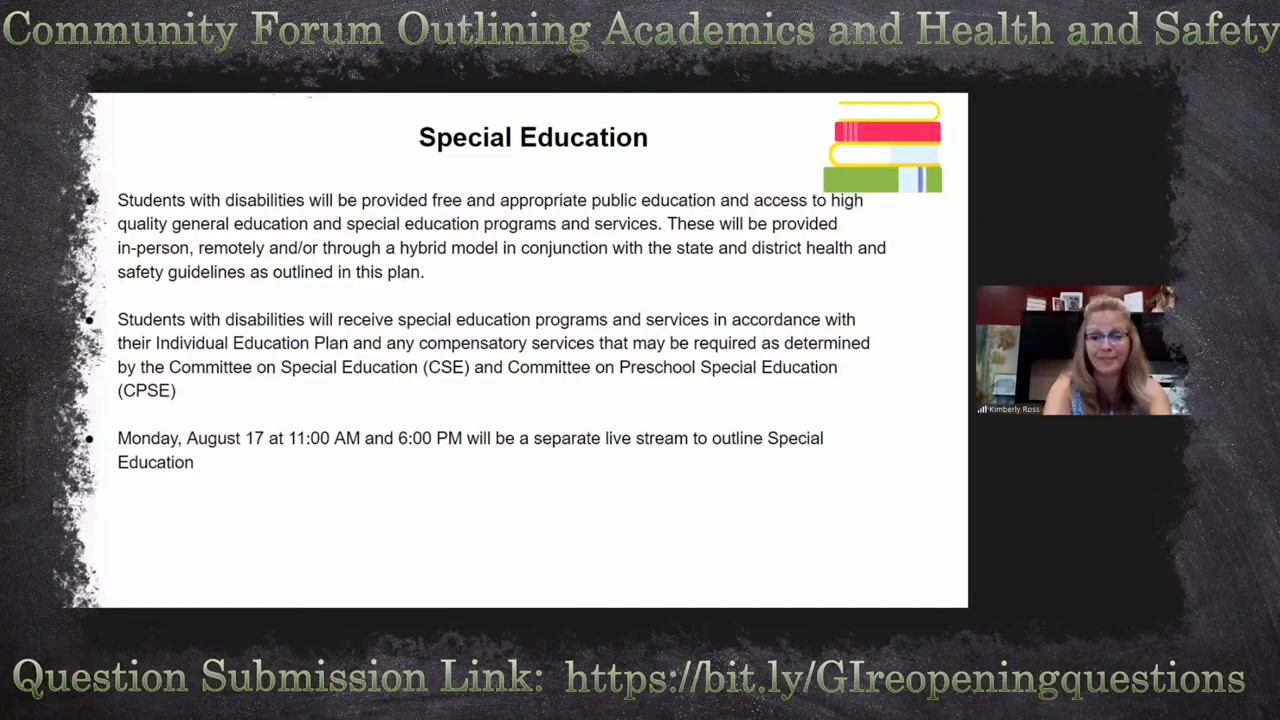 Community Forum Outlining Academics and Health and Safety
Special Education
Students with disabilities will be provided free and appropriate public education and access to high
quality general education and special education programs and services. These will be provided
in-person, remotely and/or through a hybrid model in conjunction with the state and district health and
safety guidelines as outlined in this plan.
Students with disabilities will receive special education programs and services in accordance with
their Individual Education Plan and any compensatory services that may be required as determined
by the Committee on Special Education (CSE) and Committee on Preschool Special Education
(CPSE)
Monday, August 17 at 11:00 AM and 6:00 PM will be a separate live stream to outline Special
Education
Kimberly Ross
Question Submission Link: https://bit.ly/GIreopeningquestions